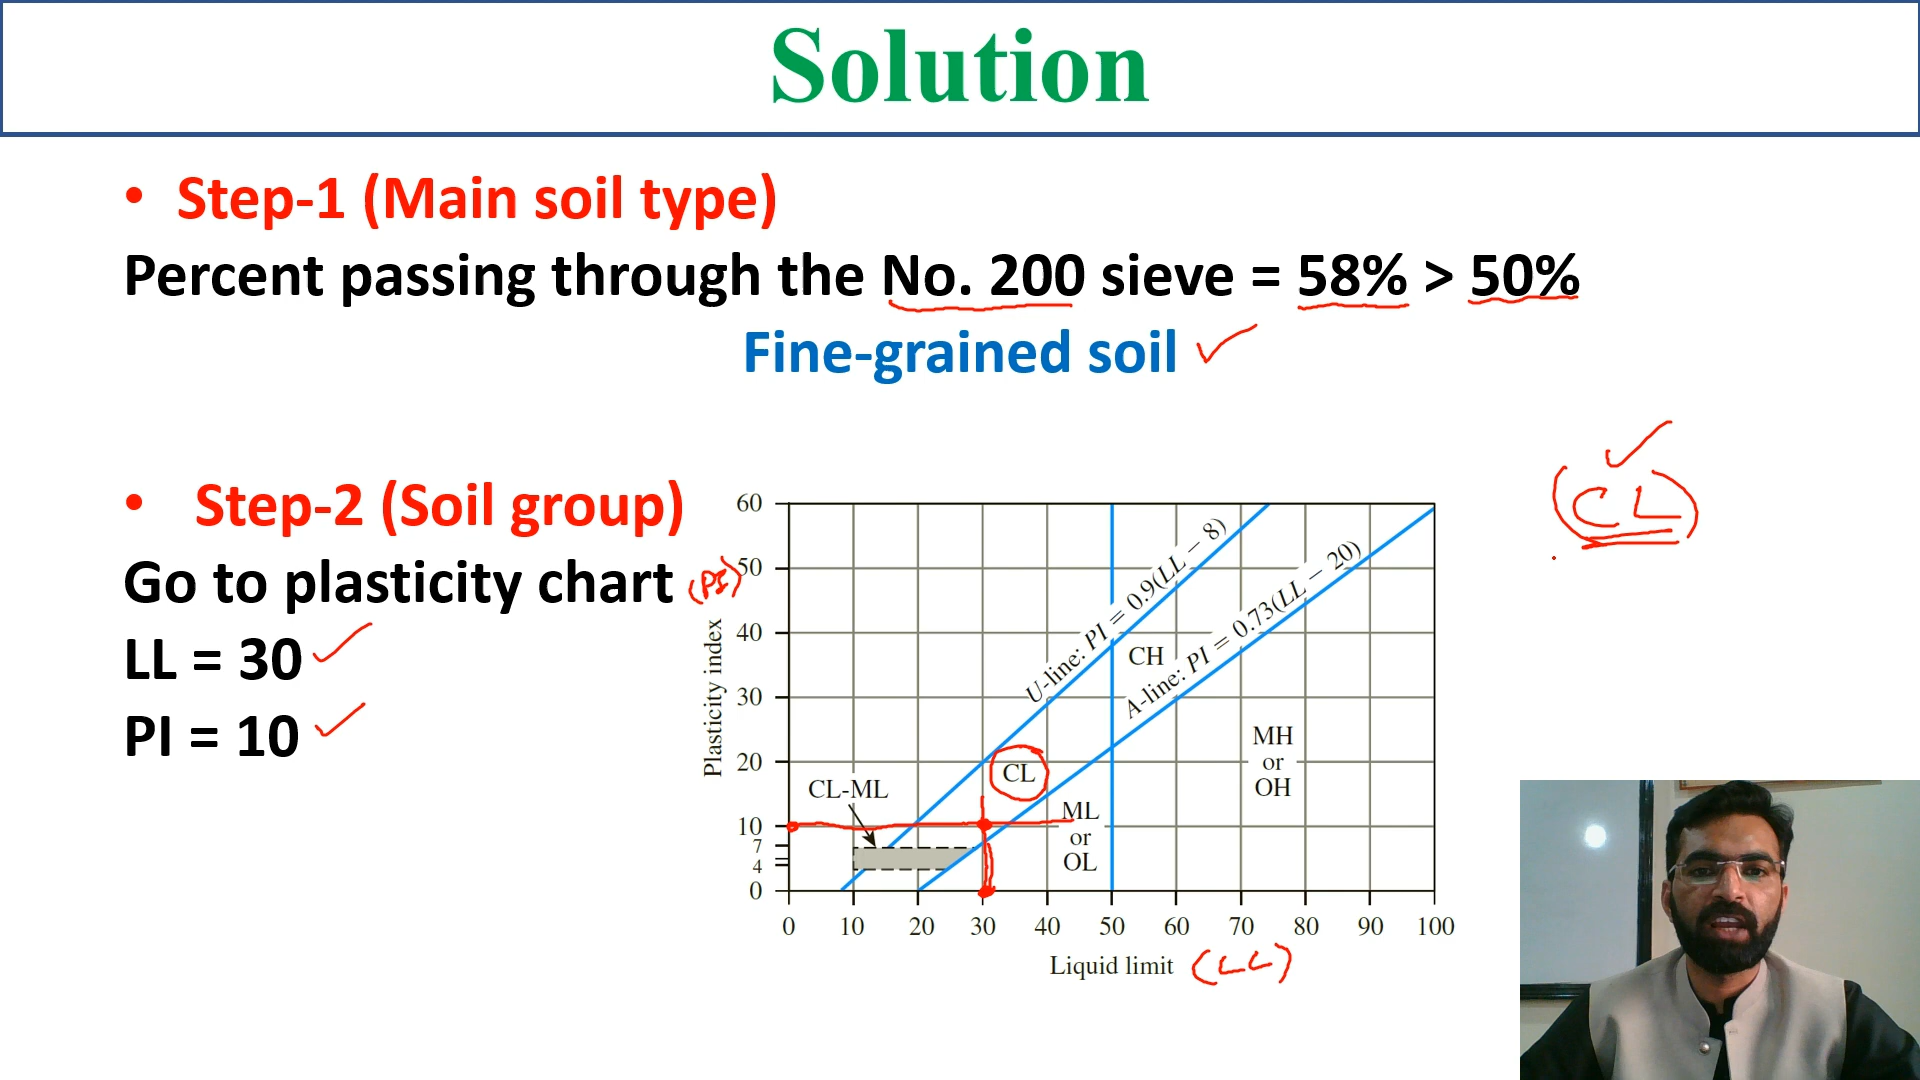 Solution
• Step-1 (Main soil type)
Percent passing through the No. 200 sieve = 58% > 50%
Fine-grained soil
• Step-2 (Soil group)
Go to plasticity chart
LL = 30
PI = 10
(PI)
Plasticity index
60
50
40
30
20
10
7
4
0
U-line: PI = 0.9(LL − 8)
A-line: PI = 0.73(LL − 20)
CH
CL
CL-ML
ML
or
OL
MH
or
OH
0 10 20 30 40 50 60 70 80 90 100
Liquid limit (LL)
(CL)